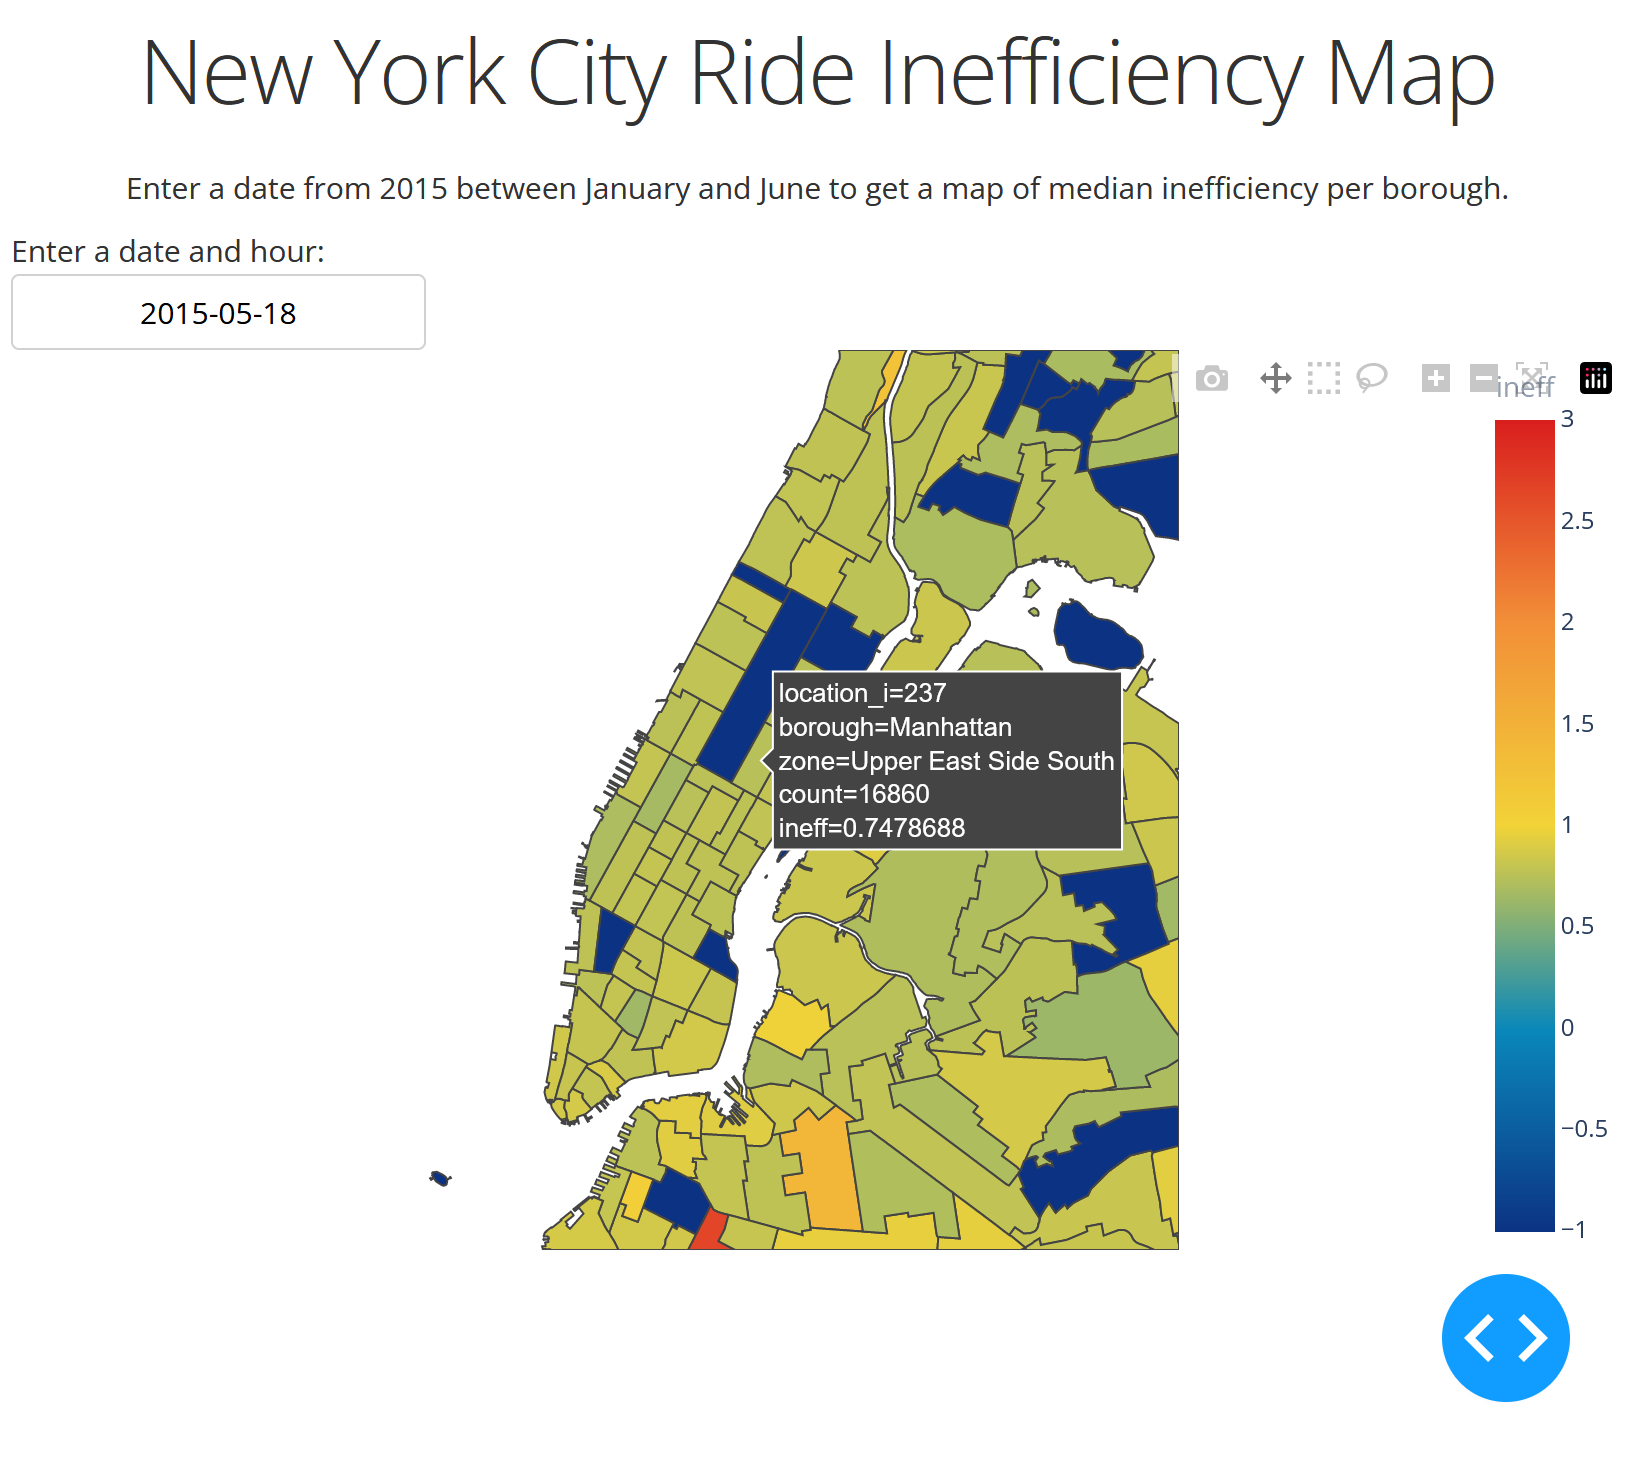 New York City Ride Inefficiency Map
Enter a date from 2015 between January and June to get a map of median inefficiency per borough.
Enter a date and hour:
2015-05-18
ineff
3
2.5
2
1.5
1
0.5
0
−0.5
−1
location_i=237
borough=Manhattan
zone=Upper East Side South
count=16860
ineff=0.7478688